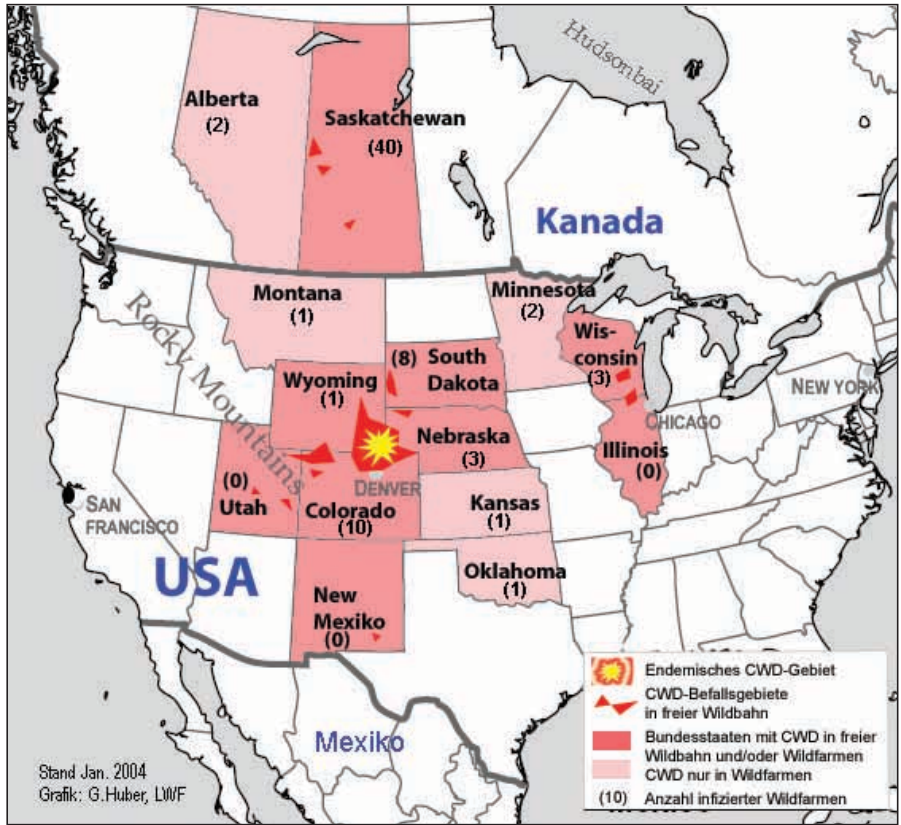 Hudsonbai
Alberta
(2)
Saskatchewan
(40)
Kanada
Rocky Mountains
Montana
(1)
Minnesota
(2)
Wis-
consin
(3)
(8) South
Dakota
Wyoming
(1)
NEW YORK
CHICAGO
Nebraska
(3)
Illinois
(0)
(0)
Utah
DENVER
Colorado
(10)
Kansas
(1)
SAN
FRANCISCO
USA
Oklahoma
(1)
New
Mexiko
(0)
Mexiko
Endemisches CWD-Gebiet
CWD-Befallsgebiete
in freier Wildbahn
Bundesstaaten mit CWD in freier
Wildbahn und/oder Wildfarmen
CWD nur in Wildfarmen
(10) Anzahl infizierter Wildfarmen
Stand Jan. 2004
Grafik: G.Huber, LWF